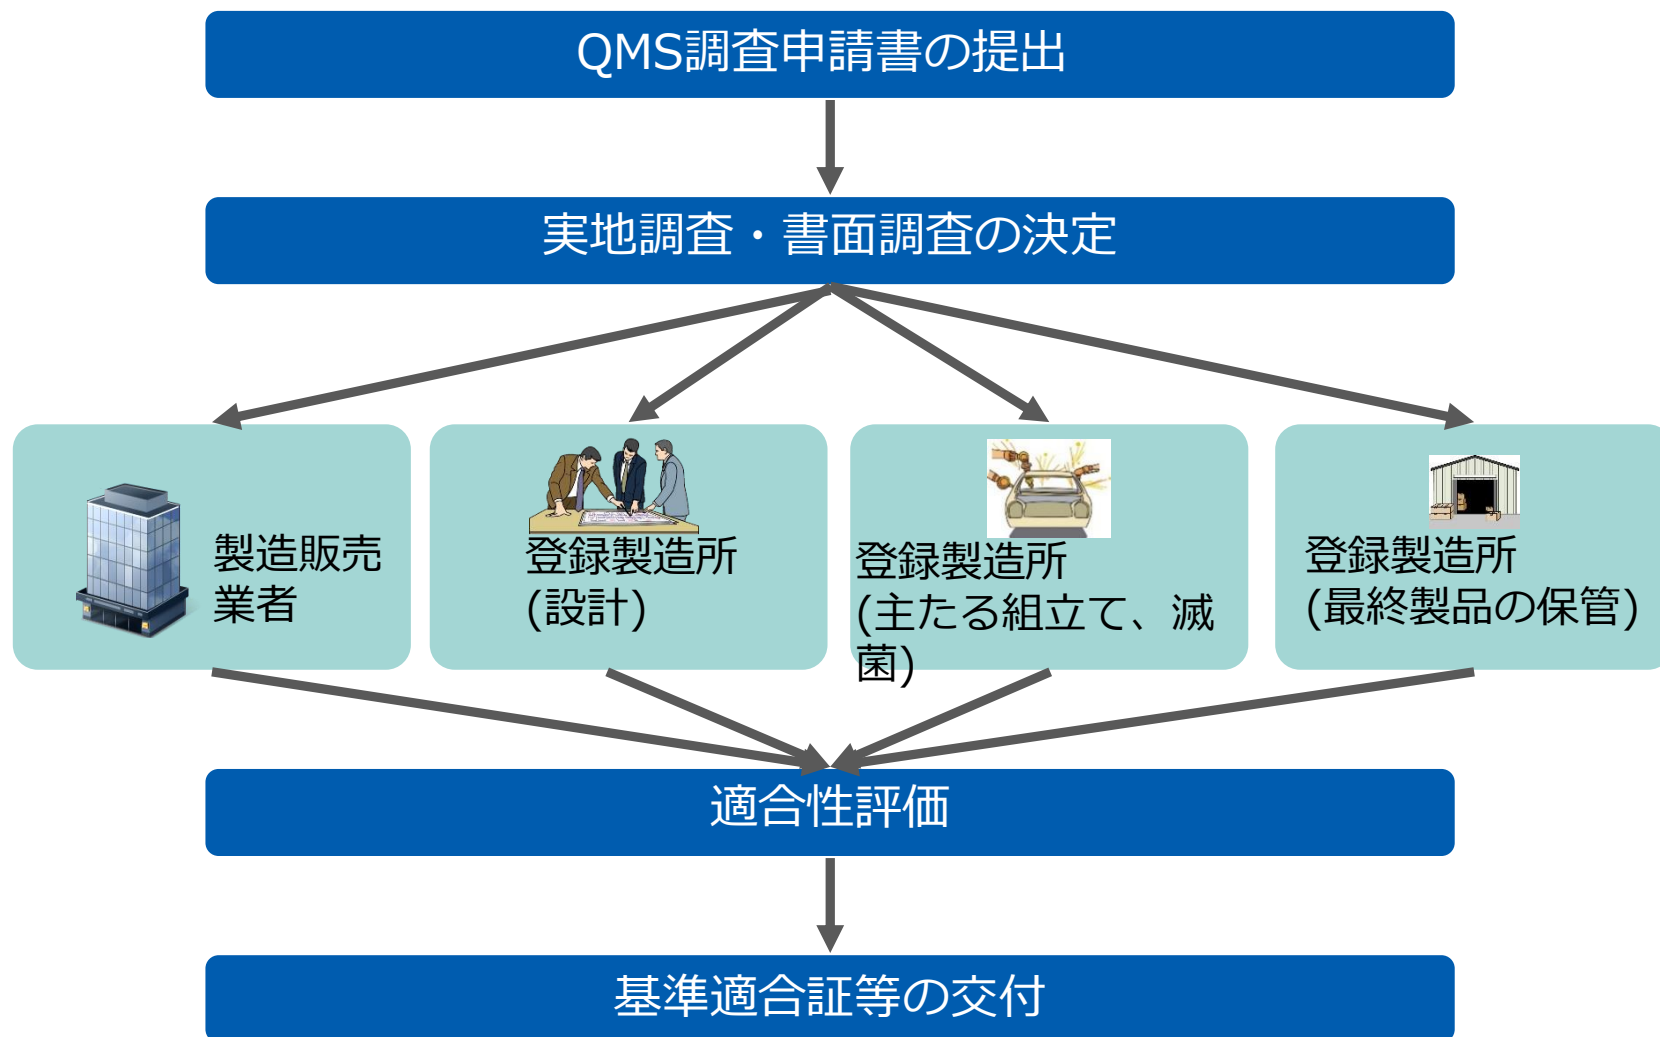 QMS調査申請書の提出
実地調査・書面調査の決定
製造販売
業者
登録製造所
(設計)
登録製造所
(主たる組立て、滅
菌)
登録製造所
(最終製品の保管)
適合性評価
基準適合証等の交付